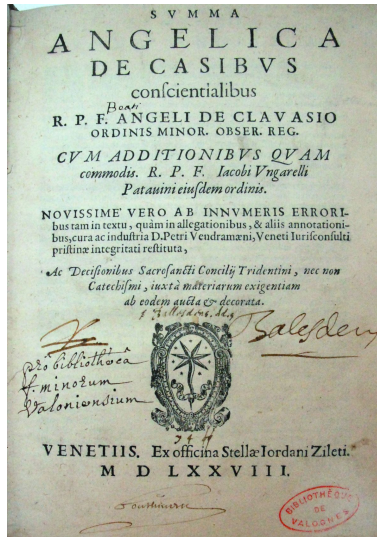 SVMMA
ANGELICA
DE CASIBVS
conſcientialibus
Beati
R. P. F. ANGELI DE CLAVASIO
ORDINIS MINOR. OBSER. REG.
CVM ADDITIONIBVS QVAM
commodis. R. P. F. Iacobi Vngarelli
Patauini eiuſdem ordinis.
NOVISSIME' VERO AB INNVMERIS ERRORI-
bus tam in textu, quàm in allegationibus, & aliis annotationi-
bus, cura ac induſtria D. Petri Vendramæni, Veneti Iuriſconſulti
priſtinæ integritati reſtituta,
Ac Deciſionibus Sacroſancti Concilij Tridentini, nec non
Catechiſmi, iuxtà materiarum exigentiam
ab eodem aucta & decorata.
Balesdens
pro bibliothecâ
f. minorum
Valoniensium
VENETIIS. Ex officina Stellæ Iordani Zileti.
M D LXXVIII.
BIBLIOTHÈQUE
DE
VALOGNES